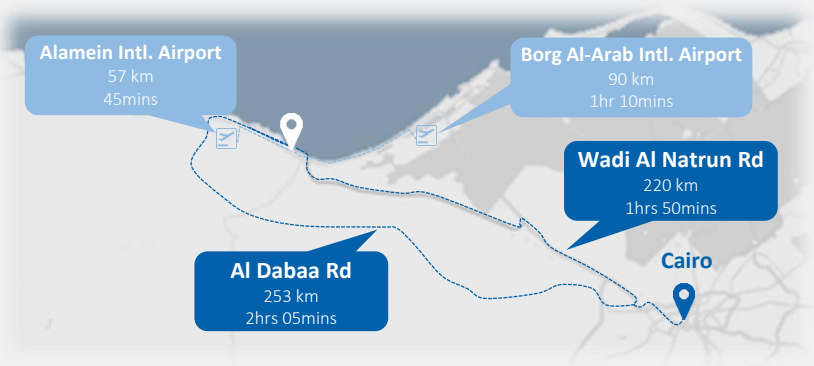 Alamein Intl. Airport
57 km
45mins
Borg Al-Arab Intl. Airport
90 km
1hr 10mins
Wadi Al Natrun Rd
220 km
1hrs 50mins
Al Dabaa Rd
253 km
2hrs 05mins
Cairo